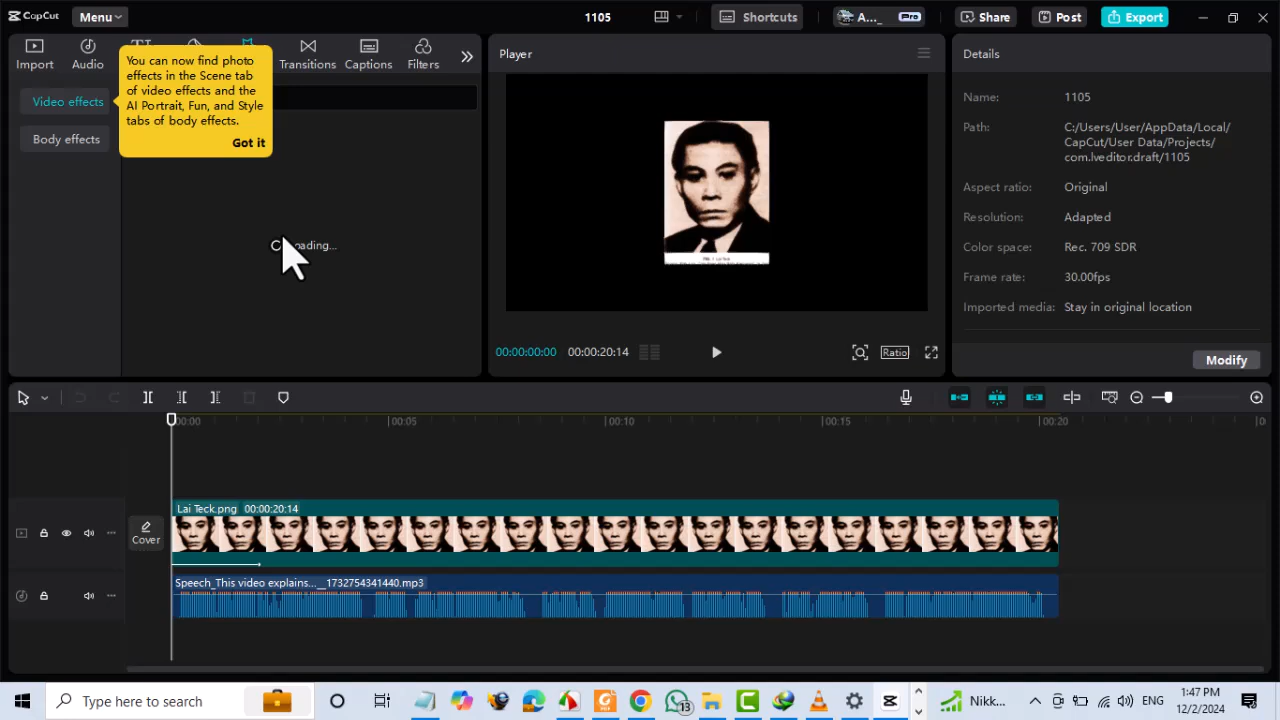 CapCut
Menu
1105
Shortcuts
A...
Pro
Share
Post
Export
Import
Audio
Transitions
Captions
Filters
Video effects
Body effects
You can now find photo
effects in the Scene tab
of video effects and the
AI Portrait, Fun, and Style
tabs of body effects.
Got it
Player
00:00:00:00
00:00:20:14
Ratio
Details
Name: 1105
Path: C:/Users/User/AppData/Local/
CapCut/User Data/Projects/
com.lveditor.draft/1105
Aspect ratio: Original
Resolution: Adapted
Color space: Rec. 709 SDR
Frame rate: 30.00fps
Imported media: Stay in original location
Modify
00:00
00:05
00:10
00:15
00:20
Cover
Lai Teck.png 00:00:20:14
Speech_This video explains...__1732754341440.mp3
Type here to search
13
Nikk...
ENG
1:47 PM
12/2/2024